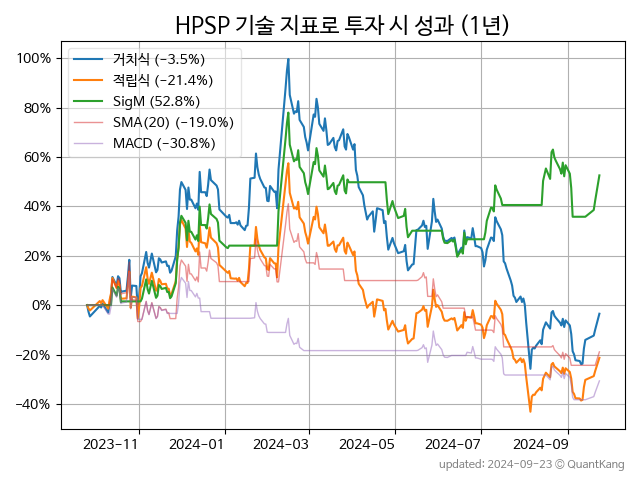 HPSP 기술 지표로 투자 시 성과 (1년)
거치식 (-3.5%)
적립식 (-21.4%)
SigM (52.8%)
SMA(20) (-19.0%)
MACD (-30.8%)
100%
80%
60%
40%
20%
0%
-20%
-40%
2023-11 2024-01 2024-03 2024-05 2024-07 2024-09
updated: 2024-09-23 © QuantKang